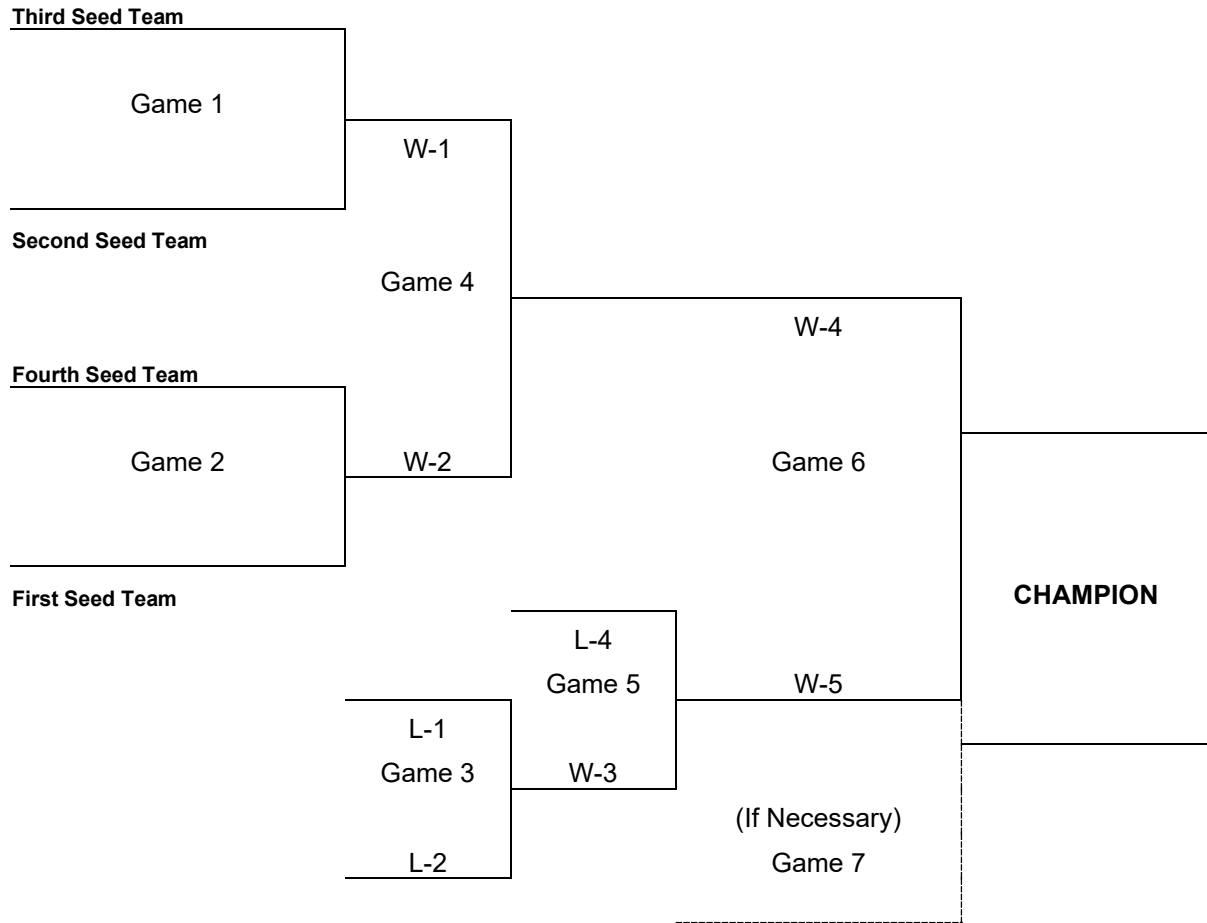 Third Seed Team
Game 1
W-1
Second Seed Team
Game 4
W-4
Fourth Seed Team
Game 2
W-2
Game 6
First Seed Team
CHAMPION
L-4
Game 5
W-5
L-1
Game 3
W-3
(If Necessary)
Game 7
L-2